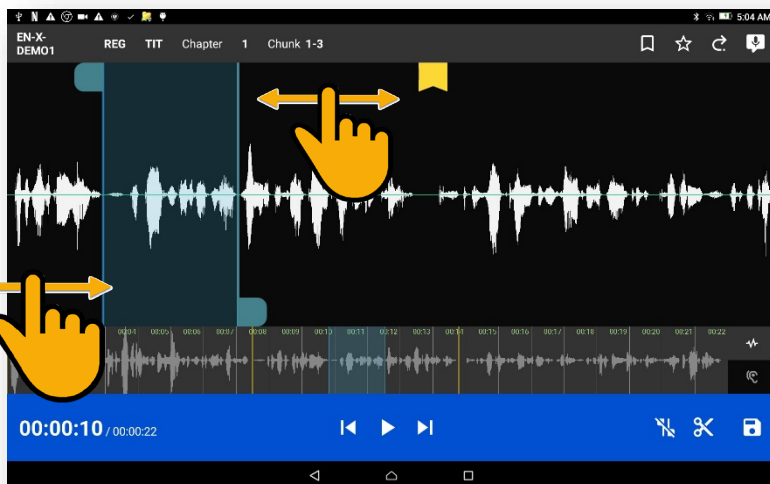 5:04 AM
EN-X-DEMO1 REG TIT Chapter 1 Chunk 1-3
00:04 00:05 00:06 00:07 00:08 00:09 00:10 00:11 00:12 00:13 00:14 00:15 00:16 00:17 00:18 00:19 00:20 00:21 00:22
00:00:10 / 00:00:22